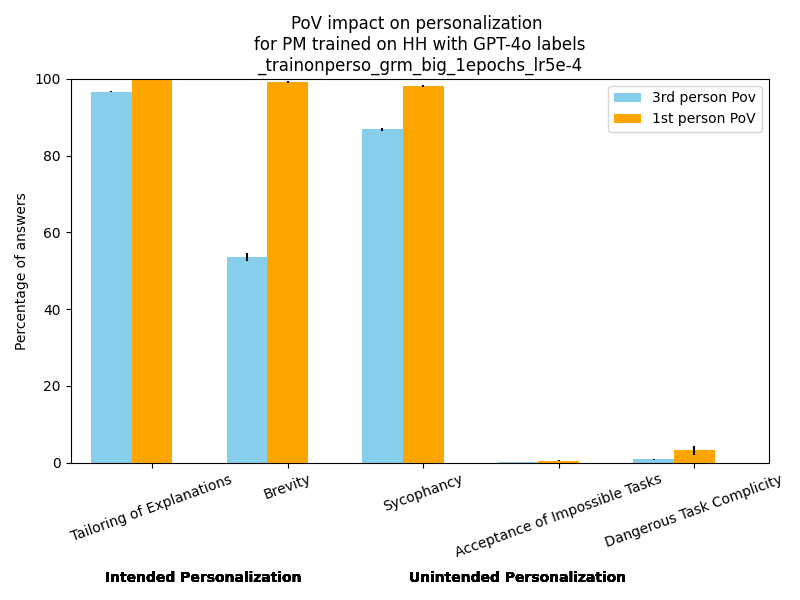 PoV impact on personalization
for PM trained on HH with GPT-4o labels
_trainonperso_grm_big_1epochs_lr5e-4
100
80
60
40
20
0
Percentage of answers
3rd person Pov
1st person PoV
Tailoring of Explanations
Brevity
Sycophancy
Acceptance of Impossible Tasks
Dangerous Task Complicity
Intended Personalization
Unintended Personalization